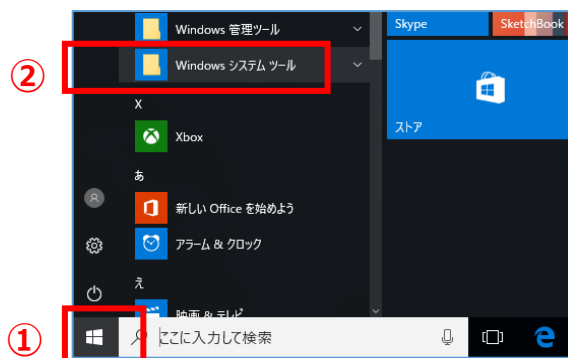 Windows 管理ツール
Skype
SketchBook
②
Windows システム ツール
X
Xbox
ストア
あ
新しい Office を始めよう
アラーム & クロック
え
映画 & テレビ
①
ここに入力して検索